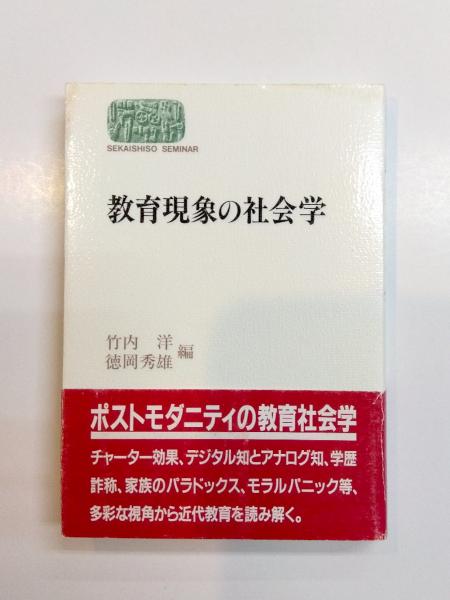 SEKAISHISO SEMINAR
教育現象の社会学
竹内 洋
徳岡秀雄 編
ポストモダニティの教育社会学
チャーター効果、デジタル知とアナログ知、学歴
詐称、家族のパラドックス、モラルパニック等、
多彩な視角から近代教育を読み解く。